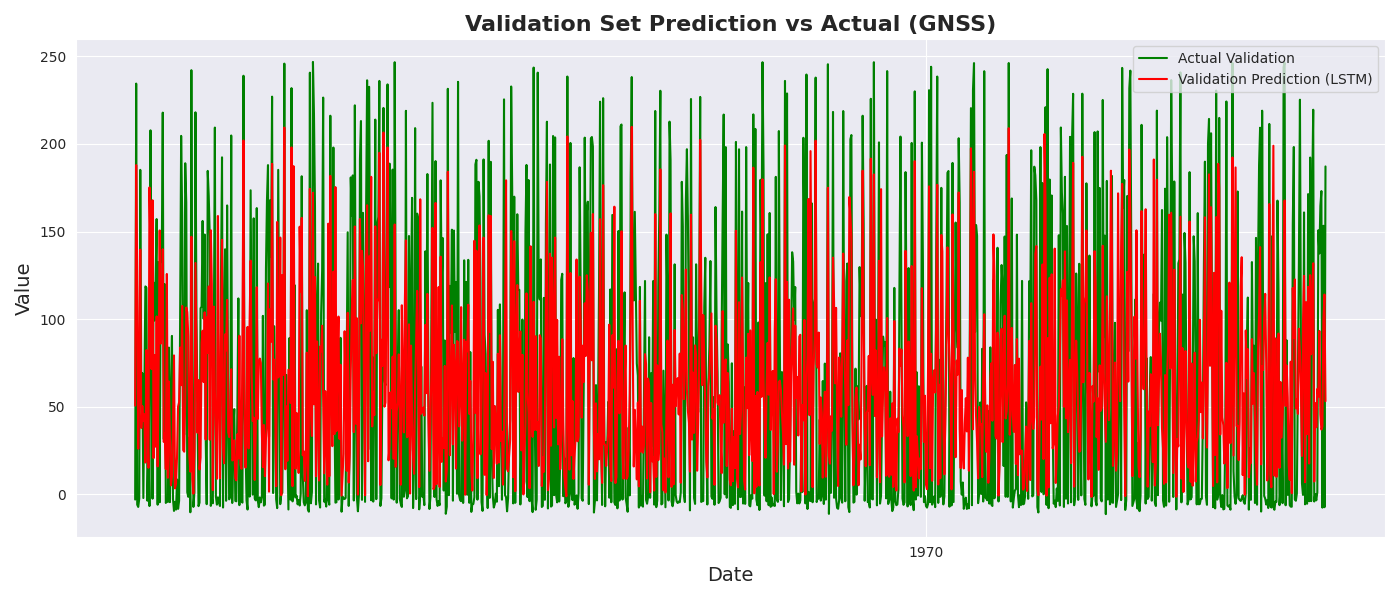 Validation Set Prediction vs Actual (GNSS)
Actual Validation
Validation Prediction (LSTM)
250
200
150
100
50
0
Value
1970
Date